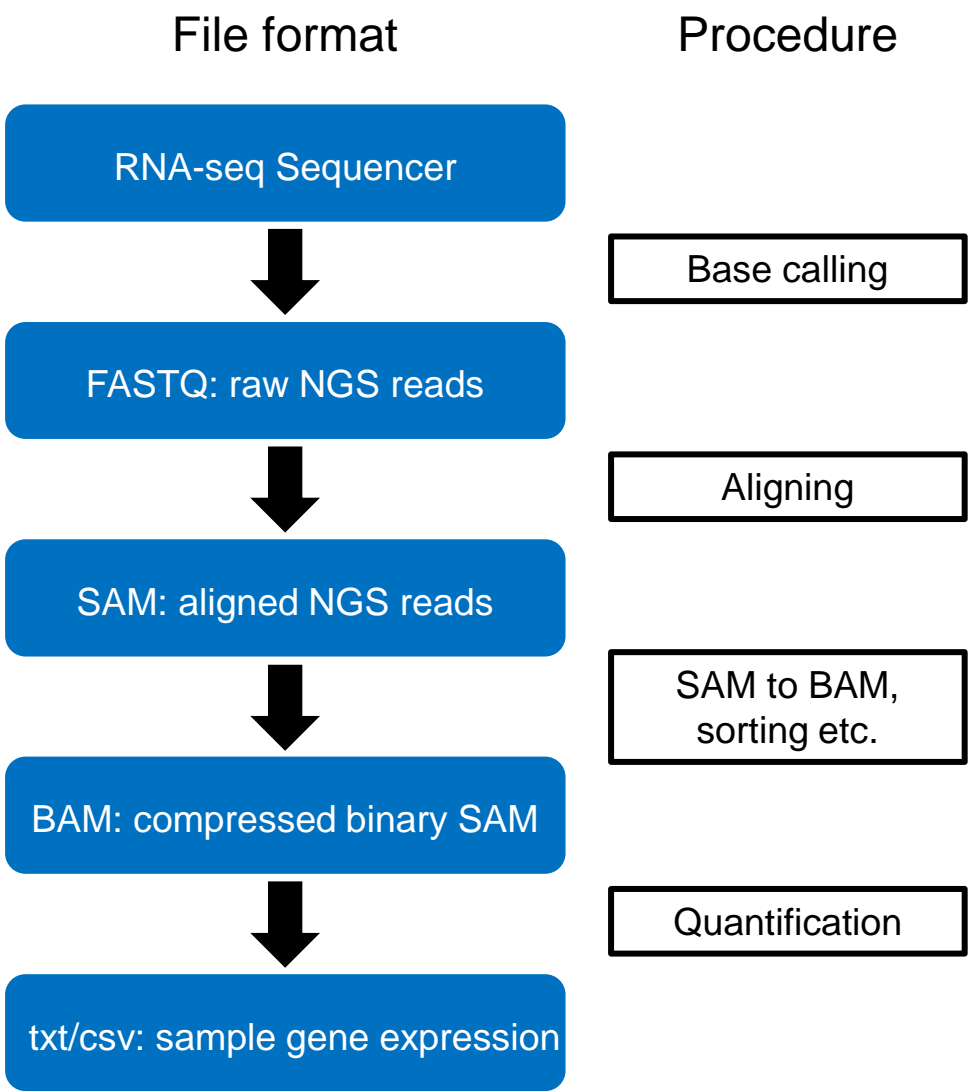 File format
Procedure
RNA-seq Sequencer
Base calling
FASTQ: raw NGS reads
Aligning
SAM: aligned NGS reads
SAM to BAM,
sorting etc.
BAM: compressed binary SAM
Quantification
txt/csv: sample gene expression